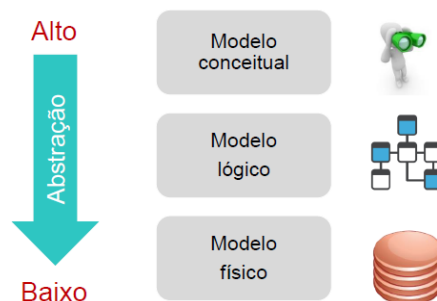 Alto
Abstração
Baixo
Modelo
conceitual
Modelo
lógico
Modelo
físico